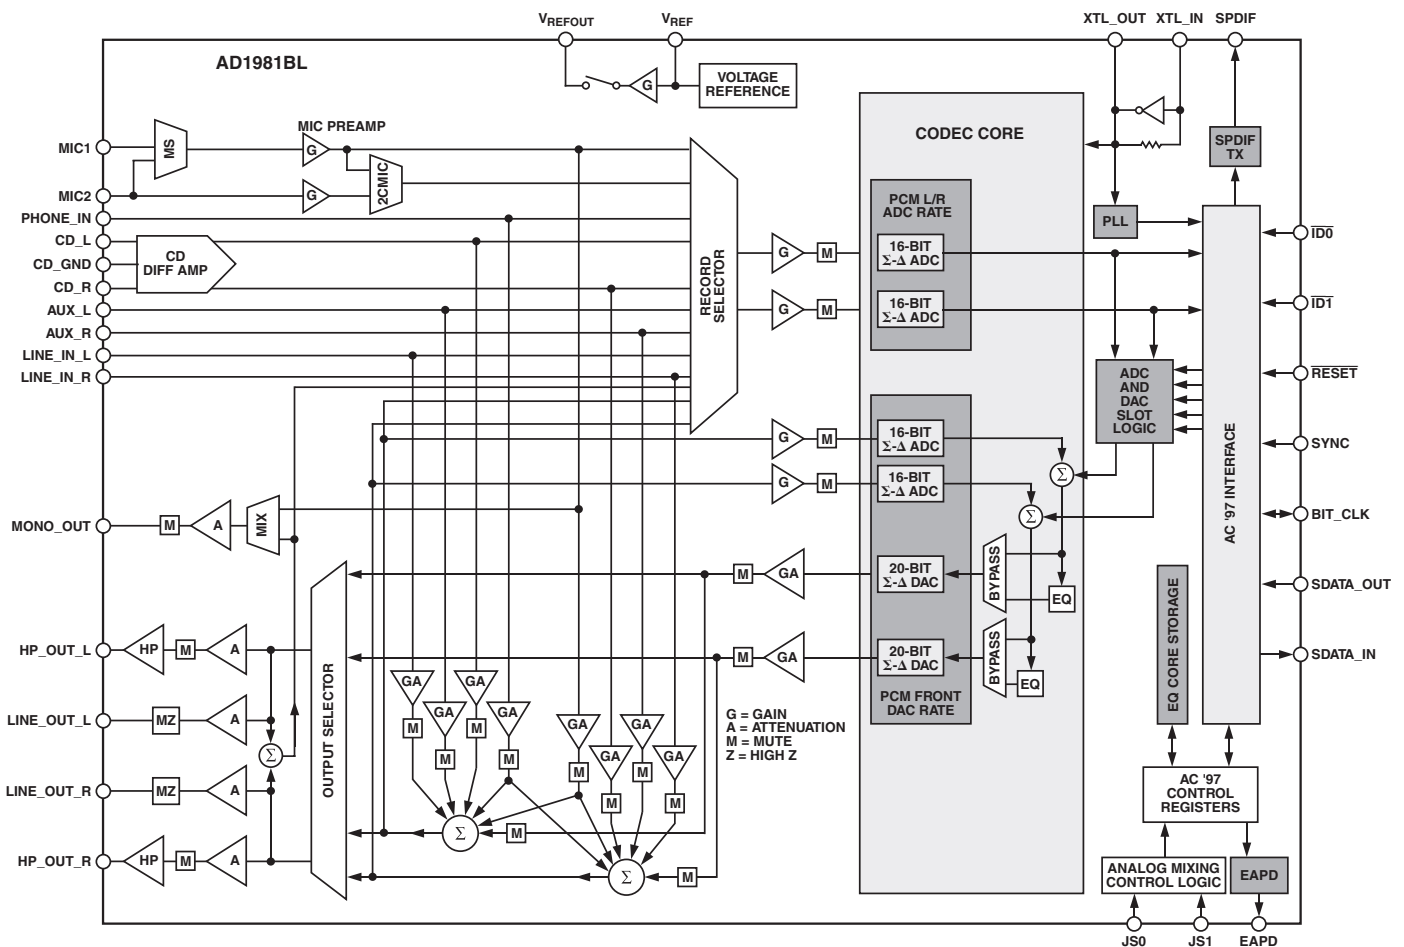 V_REFOUT
V_REF
XTL_OUT
XTL_IN
SPDIF
AD1981BL
G
VOLTAGE
REFERENCE
CODEC CORE
SPDIF
TX
MIC PREAMP
MIC1
MS
G
2CMIC
MIC2
G
PHONE_IN
CD_L
CD_GND
CD
DIFF AMP
CD_R
AUX_L
AUX_R
LINE_IN_L
LINE_IN_R
RECORD
SELECTOR
G
M
G
M
PCM L/R
ADC RATE
16-BIT
Σ-Δ ADC
16-BIT
Σ-Δ ADC
PLL
ADC
AND
DAC
SLOT
LOGIC
AC '97 INTERFACE
ID0
ID1
RESET
SYNC
BIT_CLK
SDATA_OUT
SDATA_IN
G
M
16-BIT
Σ-Δ ADC
G
M
16-BIT
Σ-Δ ADC
Σ
Σ
MONO_OUT
M
A
MIX
M
GA
20-BIT
Σ-Δ DAC
BYPASS
EQ
M
GA
20-BIT
Σ-Δ DAC
BYPASS
EQ
PCM FRONT
DAC RATE
EQ CORE STORAGE
HP_OUT_L
HP
M
A
LINE_OUT_L
MZ
A
Σ
LINE_OUT_R
MZ
A
HP_OUT_R
HP
M
A
OUTPUT SELECTOR
GA
GA
GA
GA
GA
GA
GA
GA
M
M
M
M
M
M
M
M
Σ
M
Σ
M
G = GAIN
A = ATTENUATION
M = MUTE
Z = HIGH Z
AC '97
CONTROL
REGISTERS
ANALOG MIXING
CONTROL LOGIC
EAPD
JS0
JS1
EAPD